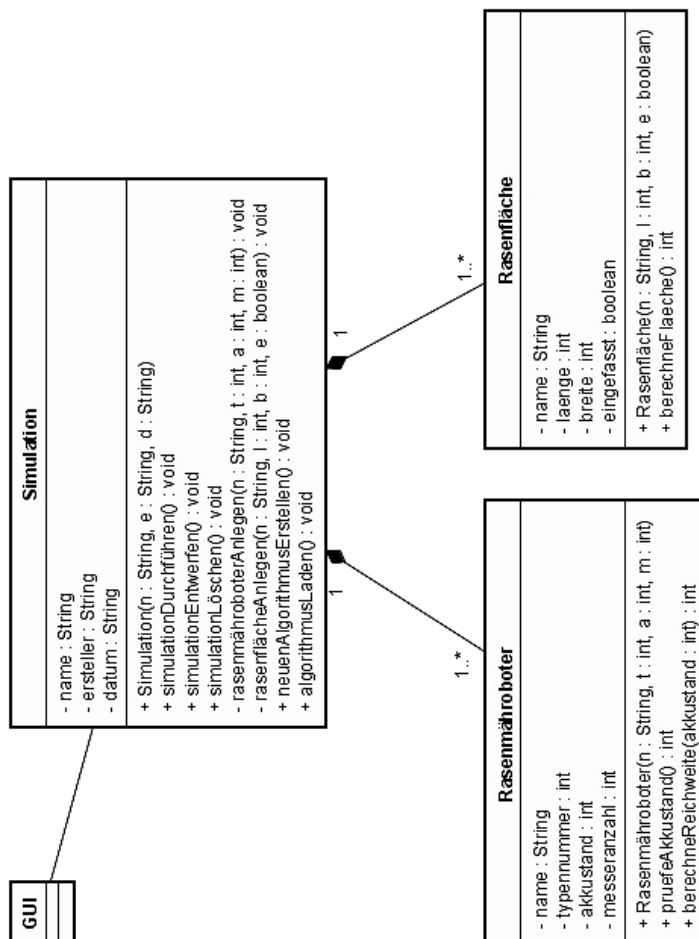 GUI
Simulation
- name : String
- ersteller : String
- datum : String
+ Simulation(n : String, e : String, d : String)
+ simulationDurchführen() : void
+ simulationEntwerfen() : void
+ simulationLöschen() : void
- rasenmähroboterAnlegen(n : String, t : int, a : int, m : int) : void
- rasenflächeAnlegen(n : String, l : int, b : int, e : boolean) : void
+ neuenAlgorithmusErstellen() : void
+ algorithmusLaden() : void
1
1
1..*
1..*
Rasenmähroboter
- name : String
- typennummer : int
- akkustand : int
- messeranzahl : int
+ Rasenmähroboter(n : String, t : int, a : int, m : int)
+ pruefeAkkustand() : int
+ berechneReichweite(akkustand : int) : int
Rasenfläche
- name : String
- laenge : int
- breite : int
- eingefasst : boolean
+ Rasenfläche(n : String, l : int, b : int, e : boolean)
+ berechneFlaeche() : int